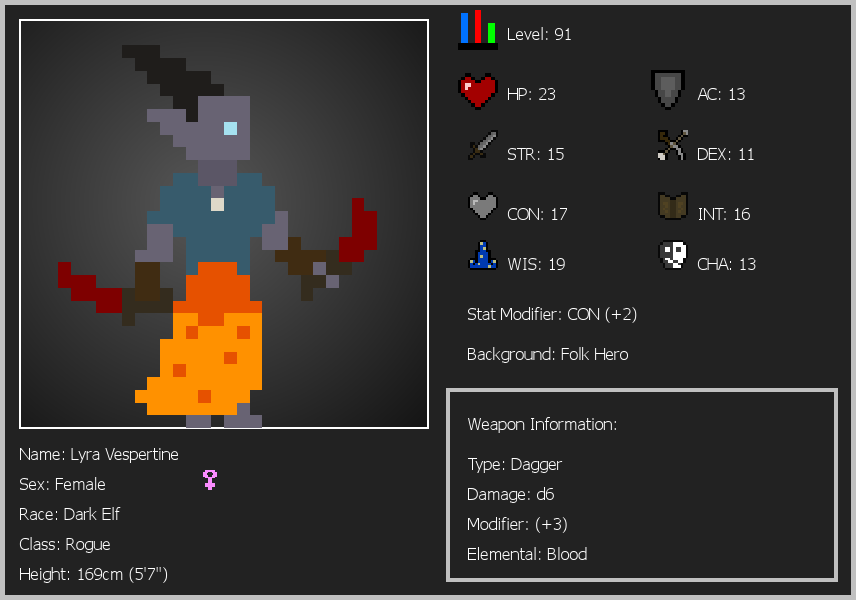 Level: 91
HP: 23
AC: 13
STR: 15
DEX: 11
CON: 17
INT: 16
WIS: 19
CHA: 13
Stat Modifier: CON (+2)
Background: Folk Hero
Weapon Information:
Type: Dagger
Damage: d6
Modifier: (+3)
Elemental: Blood
Name: Lyra Vespertine
Sex: Female
Race: Dark Elf
Class: Rogue
Height: 169cm (5'7")